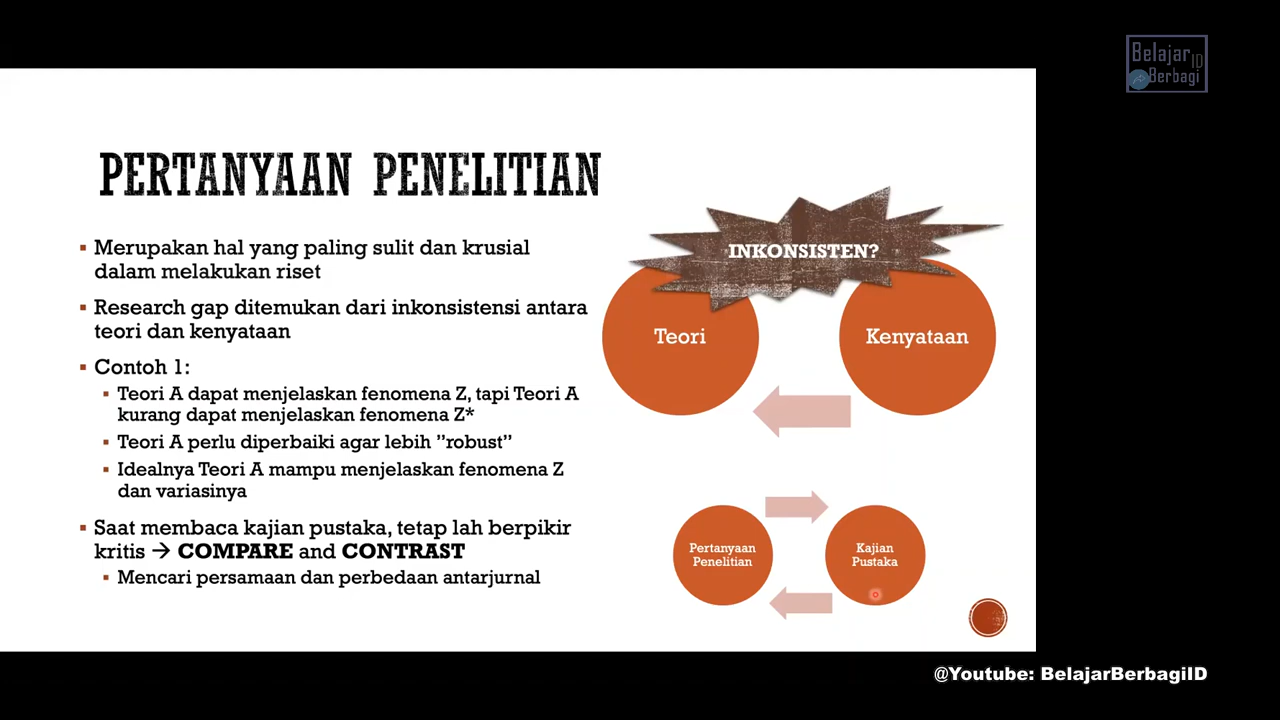 Belajar
ID
Berbagi
PERTANYAAN PENELITIAN
▪ Merupakan hal yang paling sulit dan krusial
dalam melakukan riset
▪ Research gap ditemukan dari inkonsistensi antara
teori dan kenyataan
▪ Contoh 1:
▪ Teori A dapat menjelaskan fenomena Z, tapi Teori A
kurang dapat menjelaskan fenomena Z*
▪ Teori A perlu diperbaiki agar lebih ”robust”
▪ Idealnya Teori A mampu menjelaskan fenomena Z
dan variasinya
▪ Saat membaca kajian pustaka, tetap lah berpikir
kritis → COMPARE and CONTRAST
▪ Mencari persamaan dan perbedaan antarjurnal
INKONSISTEN?
Teori
Kenyataan
Pertanyaan
Penelitian
Kajian
Pustaka
@Youtube: BelajarBerbagiID